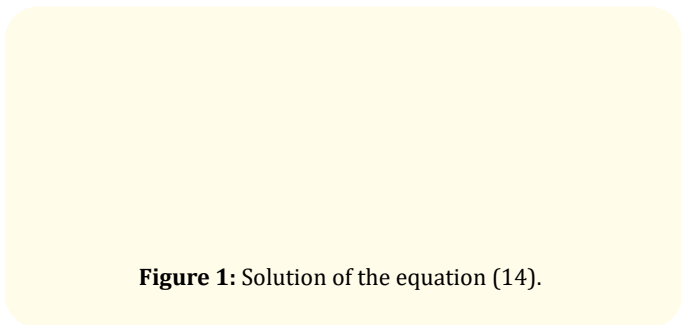 Figure 1: Solution of the equation (14).